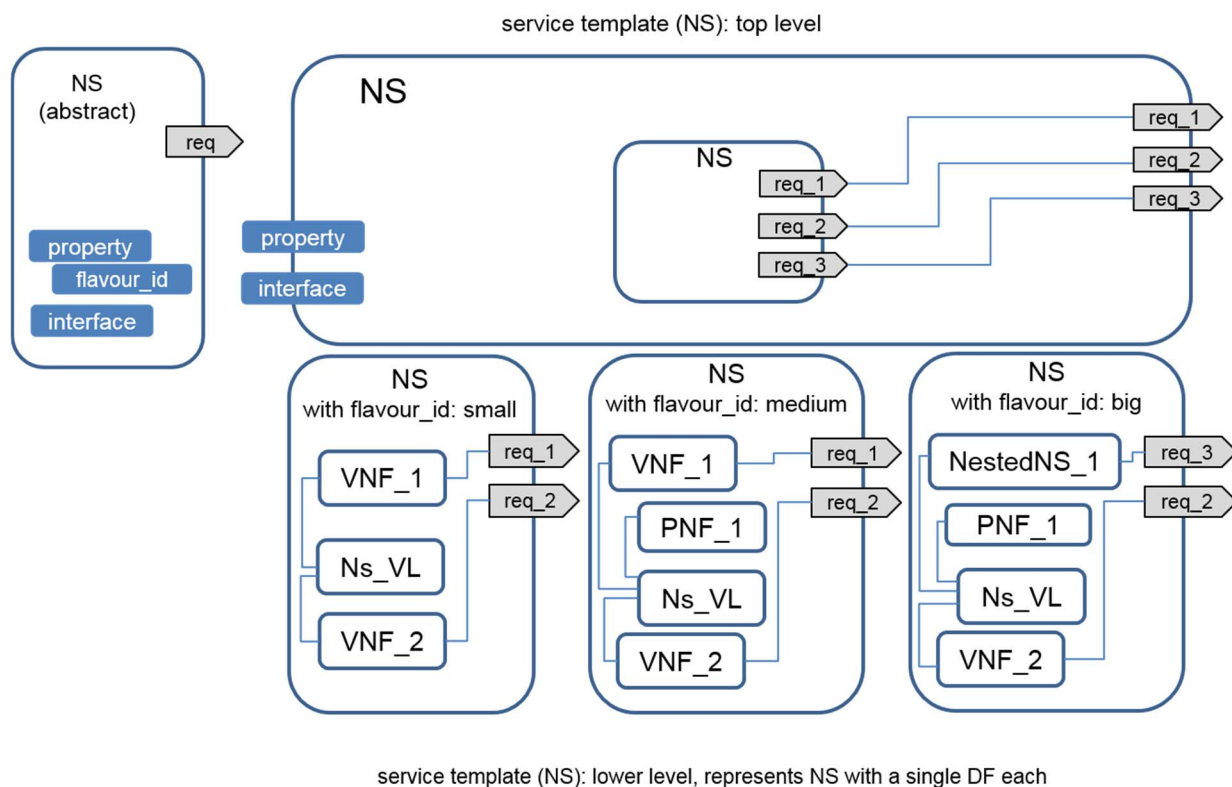 service template (NS): top level
NS
(abstract)
req
property
flavour_id
interface
NS
property
interface
NS
req_1
req_2
req_3
req_1
req_2
req_3
NS
with flavour_id: small
VNF_1
Ns_VL
VNF_2
req_1
req_2
NS
with flavour_id: medium
VNF_1
PNF_1
Ns_VL
VNF_2
req_1
req_2
NS
with flavour_id: big
NestedNS_1
PNF_1
Ns_VL
VNF_2
req_3
req_2
service template (NS): lower level, represents NS with a single DF each